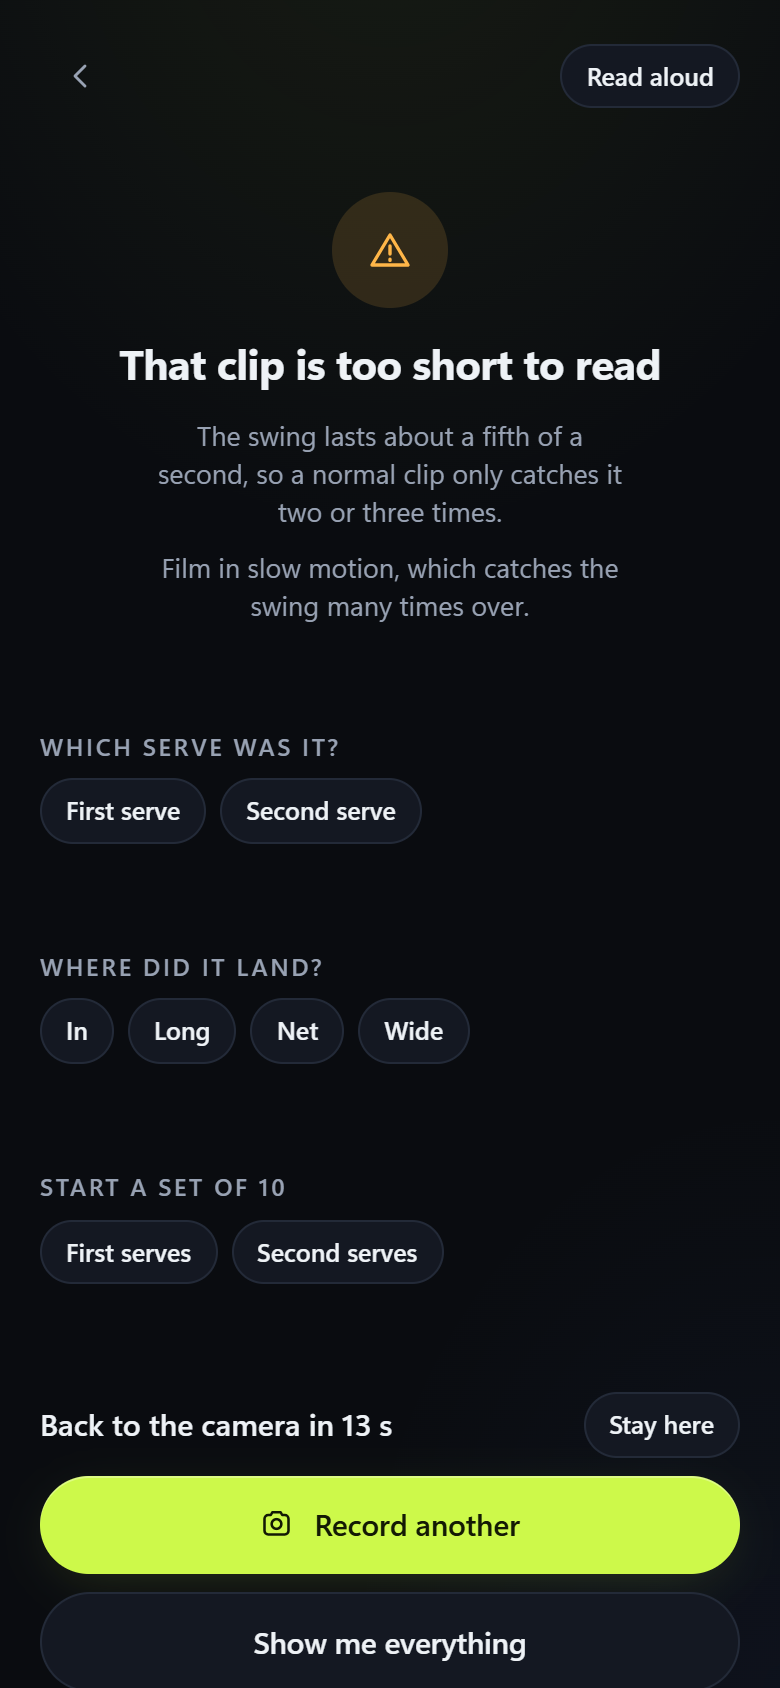 Read aloud
That clip is too short to read
The swing lasts about a fifth of a
second, so a normal clip only catches it
two or three times.
Film in slow motion, which catches the
swing many times over.
WHICH SERVE WAS IT?
First serve Second serve
WHERE DID IT LAND?
In Long Net Wide
START A SET OF 10
First serves Second serves
Back to the camera in 13 s Stay here
Record another
Show me everything